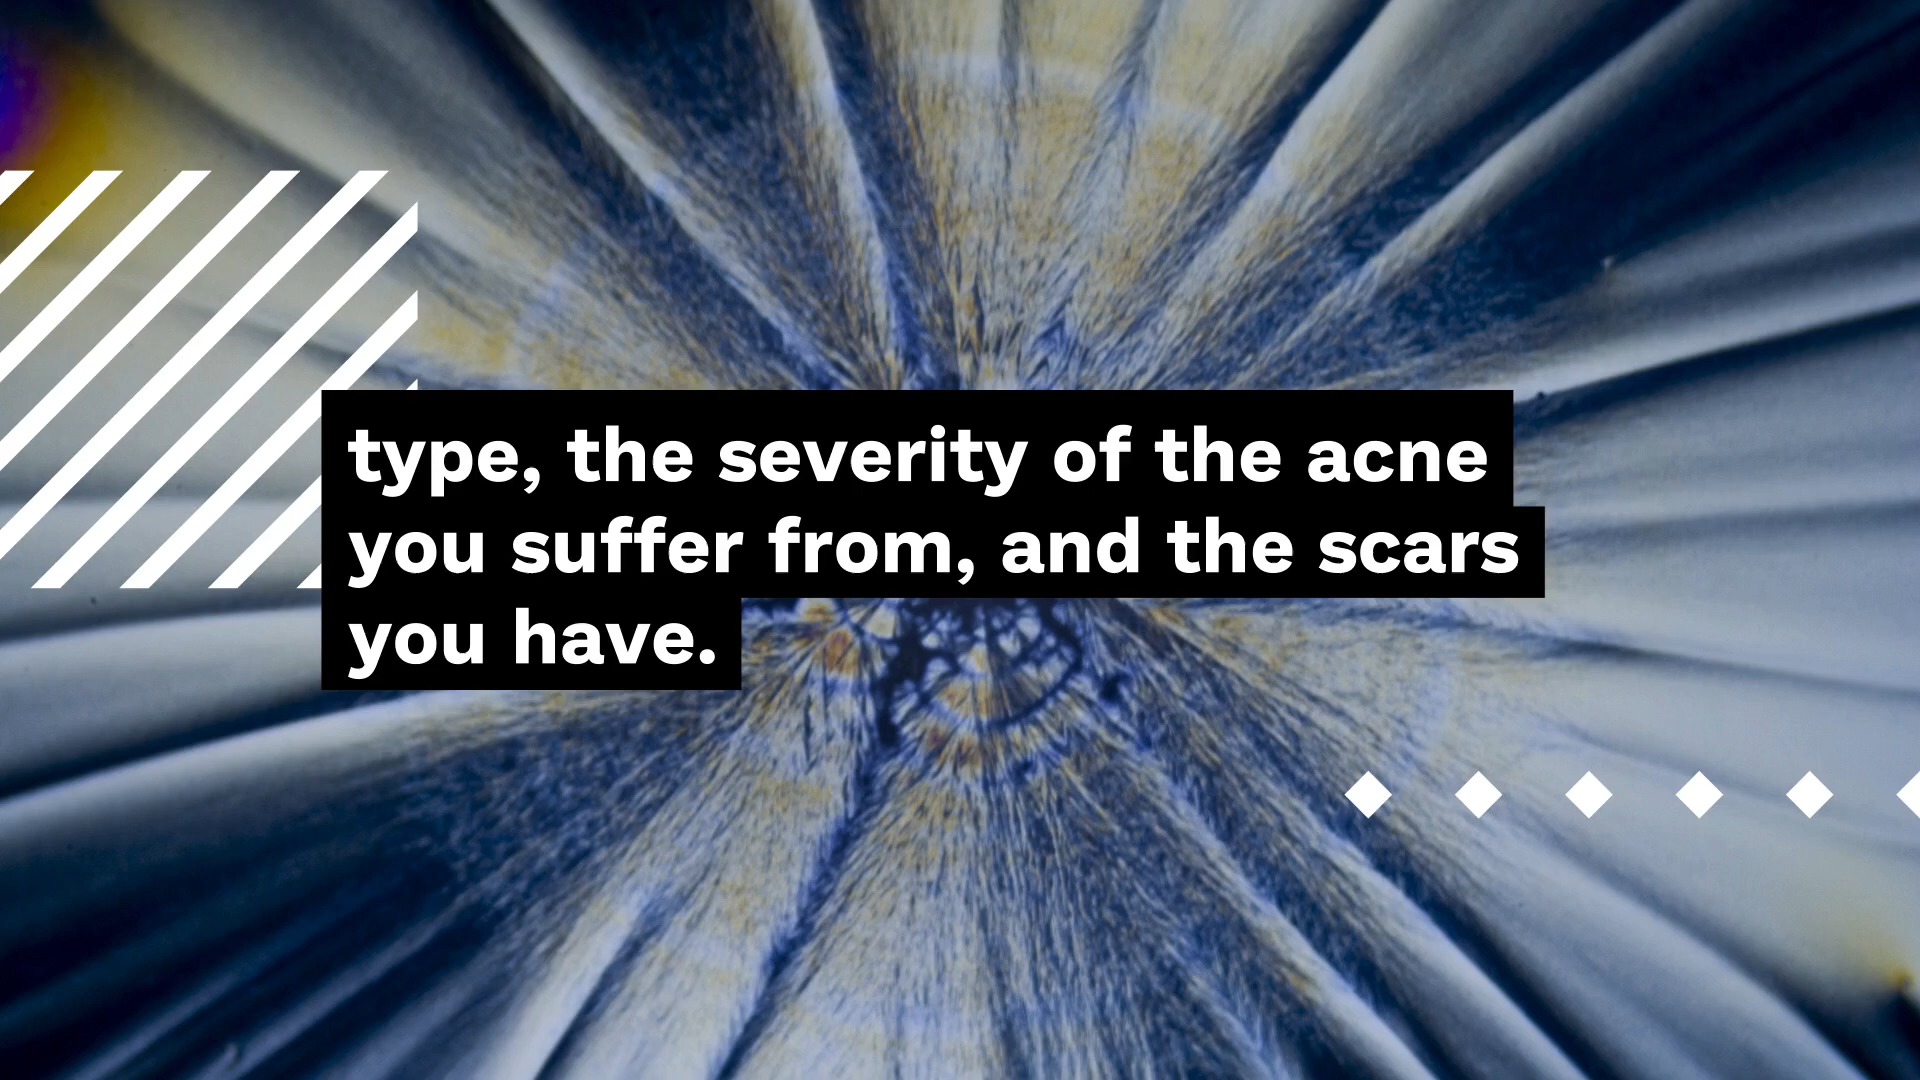 type, the severity of the acne
you suffer from, and the scars
you have.